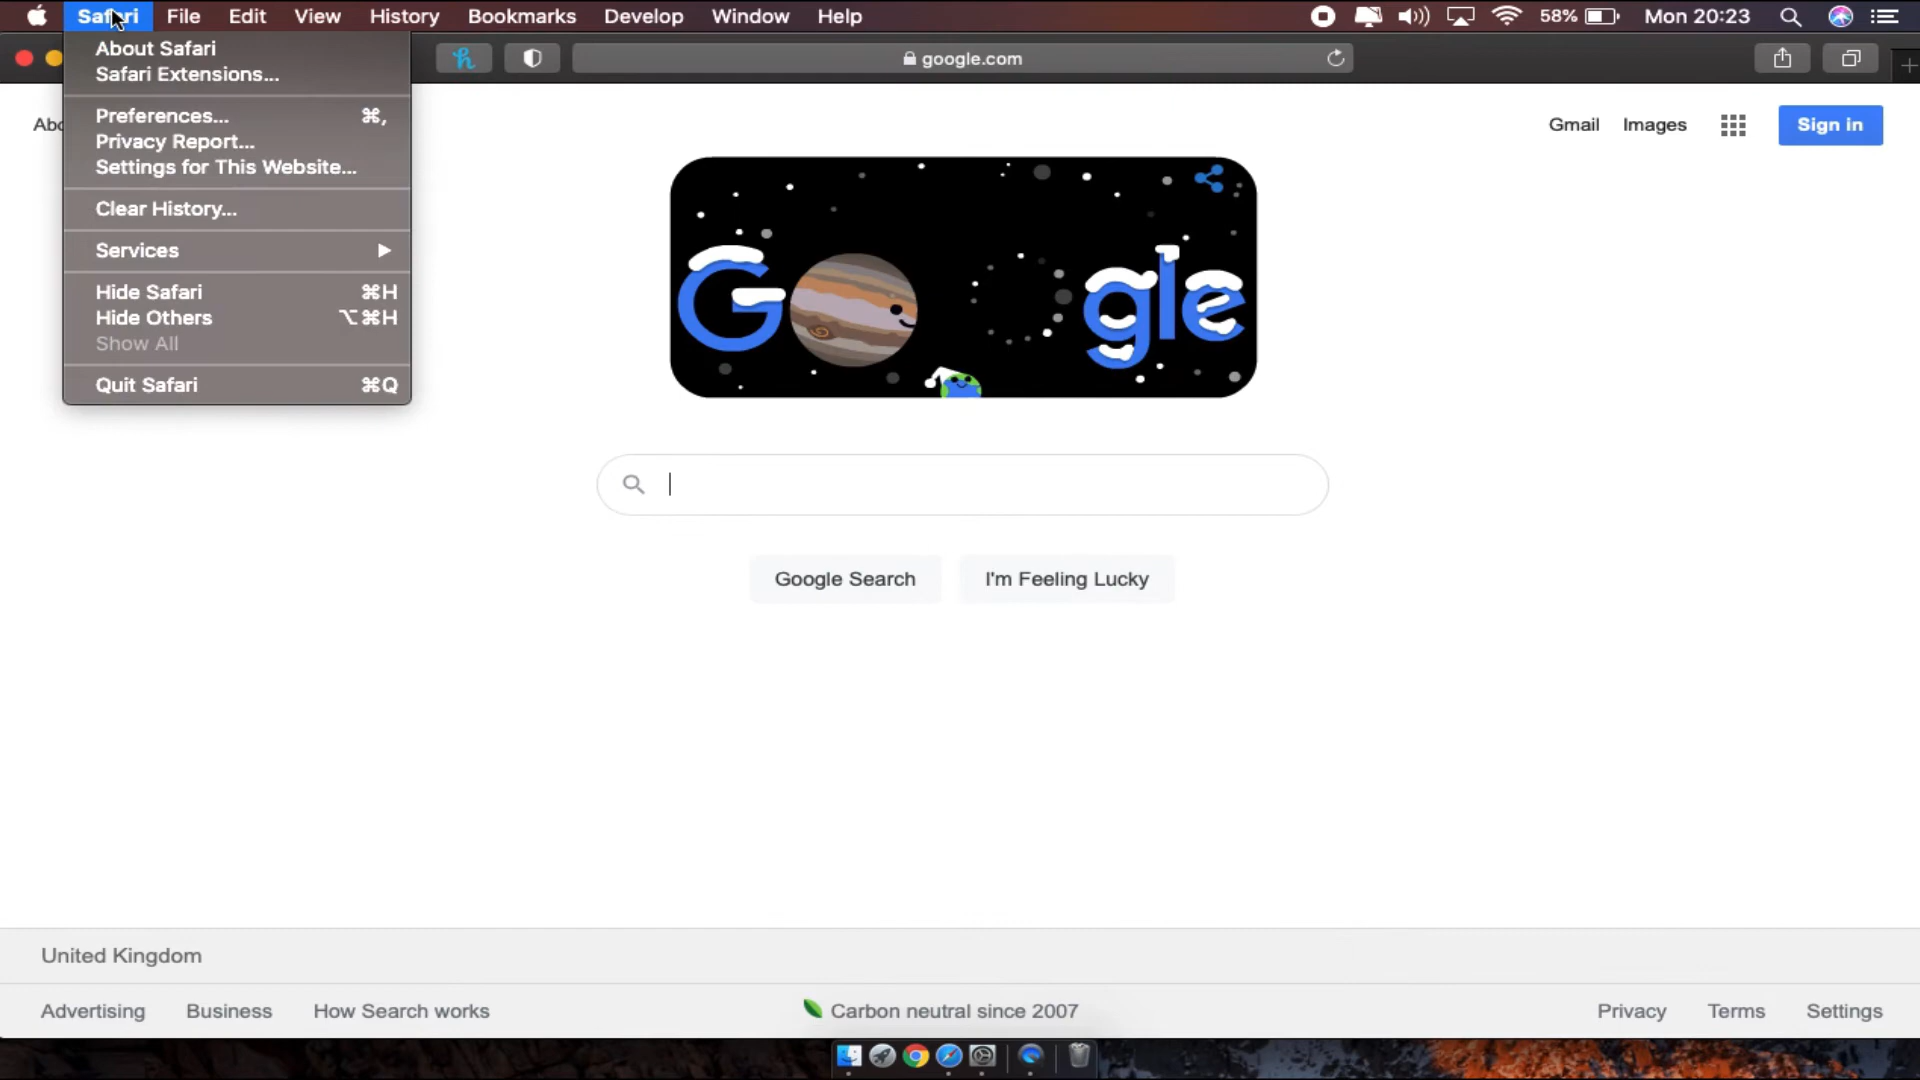 Safari File Edit View History Bookmarks Develop Window Help 58% Mon 20:23
google.com
About Safari
Safari Extensions...
Preferences... ⌘,
Privacy Report...
Settings for This Website...
Clear History...
Services ▶
Hide Safari ⌘H
Hide Others ⌥⌘H
Show All
Quit Safari ⌘Q
Gmail Images Sign in
Google
Google Search I'm Feeling Lucky
United Kingdom
Advertising Business How Search works Carbon neutral since 2007 Privacy Terms Settings